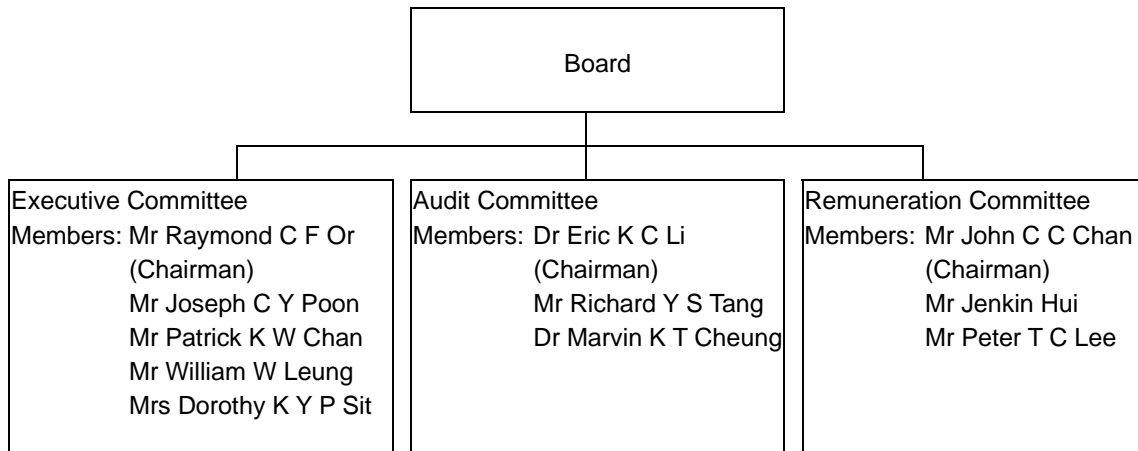 Board
Executive Committee
Members: Mr Raymond C F Or
(Chairman)
Mr Joseph C Y Poon
Mr Patrick K W Chan
Mr William W Leung
Mrs Dorothy K Y P Sit
Audit Committee
Members: Dr Eric K C Li
(Chairman)
Mr Richard Y S Tang
Dr Marvin K T Cheung
Remuneration Committee
Members: Mr John C C Chan
(Chairman)
Mr Jenkin Hui
Mr Peter T C Lee